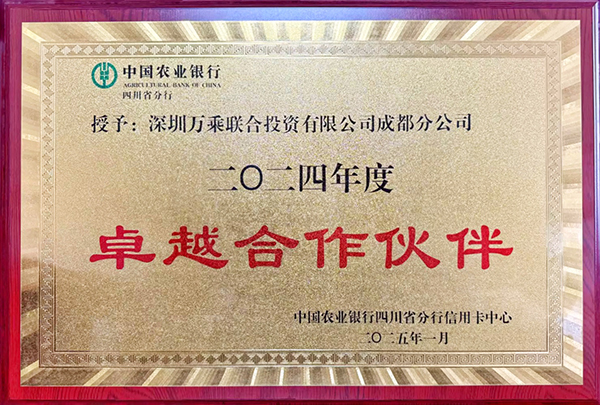 中国农业银行
AGRICULTURAL BANK OF CHINA
四川省分行
授予：深圳万乘联合投资有限公司成都分公司
二〇二四年度
卓越合作伙伴
中国农业银行四川省分行信用卡中心
二〇二五年一月